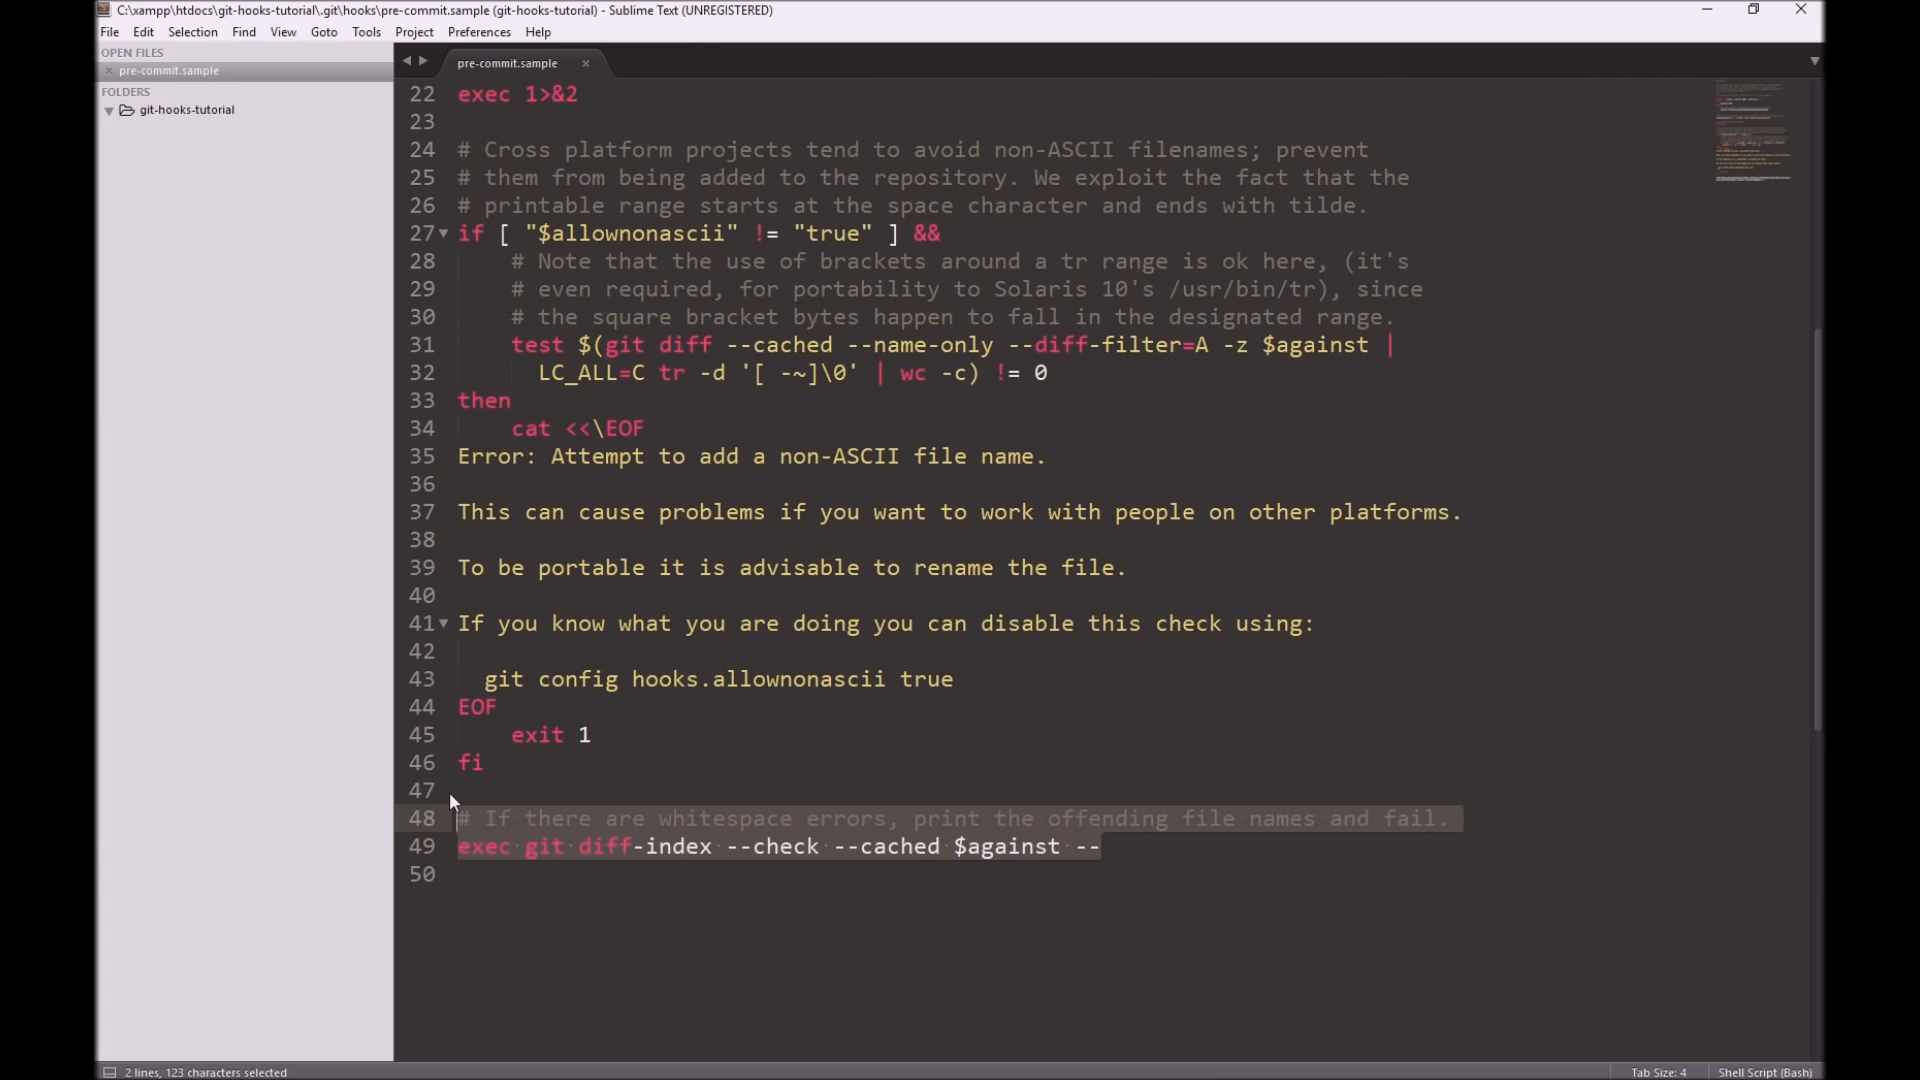 C:\xampp\htdocs\git-hooks-tutorial\.git\hooks\pre-commit.sample (git-hooks-tutorial) - Sublime Text (UNREGISTERED)
File Edit Selection Find View Goto Tools Project Preferences Help
OPEN FILES
pre-commit.sample
FOLDERS
git-hooks-tutorial
pre-commit.sample
22 exec 1>&2
23
24 # Cross platform projects tend to avoid non-ASCII filenames; prevent
25 # them from being added to the repository. We exploit the fact that the
26 # printable range starts at the space character and ends with tilde.
27 if [ "$allownonascii" != "true" ] &&
28     # Note that the use of brackets around a tr range is ok here, (it's
29     # even required, for portability to Solaris 10's /usr/bin/tr), since
30     # the square bracket bytes happen to fall in the designated range.
31     test $(git diff --cached --name-only --diff-filter=A -z $against |
32       LC_ALL=C tr -d '[ -~]\0' | wc -c) != 0
33 then
34     cat <<\EOF
35 Error: Attempt to add a non-ASCII file name.
36
37 This can cause problems if you want to work with people on other platforms.
38
39 To be portable it is advisable to rename the file.
40
41 If you know what you are doing you can disable this check using:
42
43   git config hooks.allownonascii true
44 EOF
45     exit 1
46 fi
47
48 # If there are whitespace errors, print the offending file names and fail.
49 exec git diff-index --check --cached $against --
50
2 lines, 123 characters selected
Tab Size: 4
Shell Script (Bash)